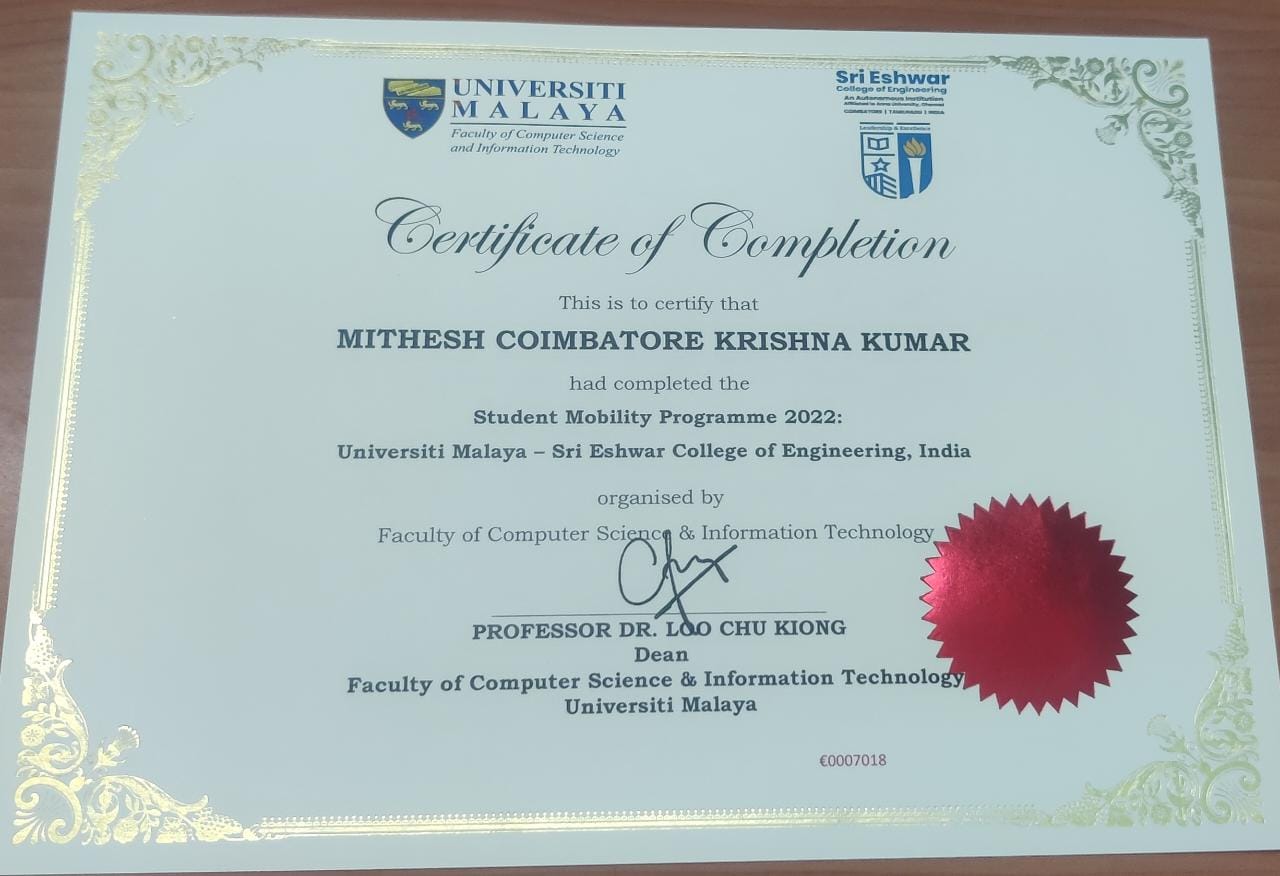 UNIVERSITI
MALAYA
Faculty of Computer Science
and Information Technology
Sri Eshwar
College of Engineering
An Autonomous Institution
Affiliated to Anna University, Chennai
COIMBATORE | TAMILNADU | INDIA
Leadership & Excellence
Certificate of Completion
This is to certify that
MITHESH COIMBATORE KRISHNA KUMAR
had completed the
Student Mobility Programme 2022:
Universiti Malaya – Sri Eshwar College of Engineering, India
organised by
Faculty of Computer Science & Information Technology
PROFESSOR DR. LOO CHU KIONG
Dean
Faculty of Computer Science & Information Technology
Universiti Malaya
€0007018